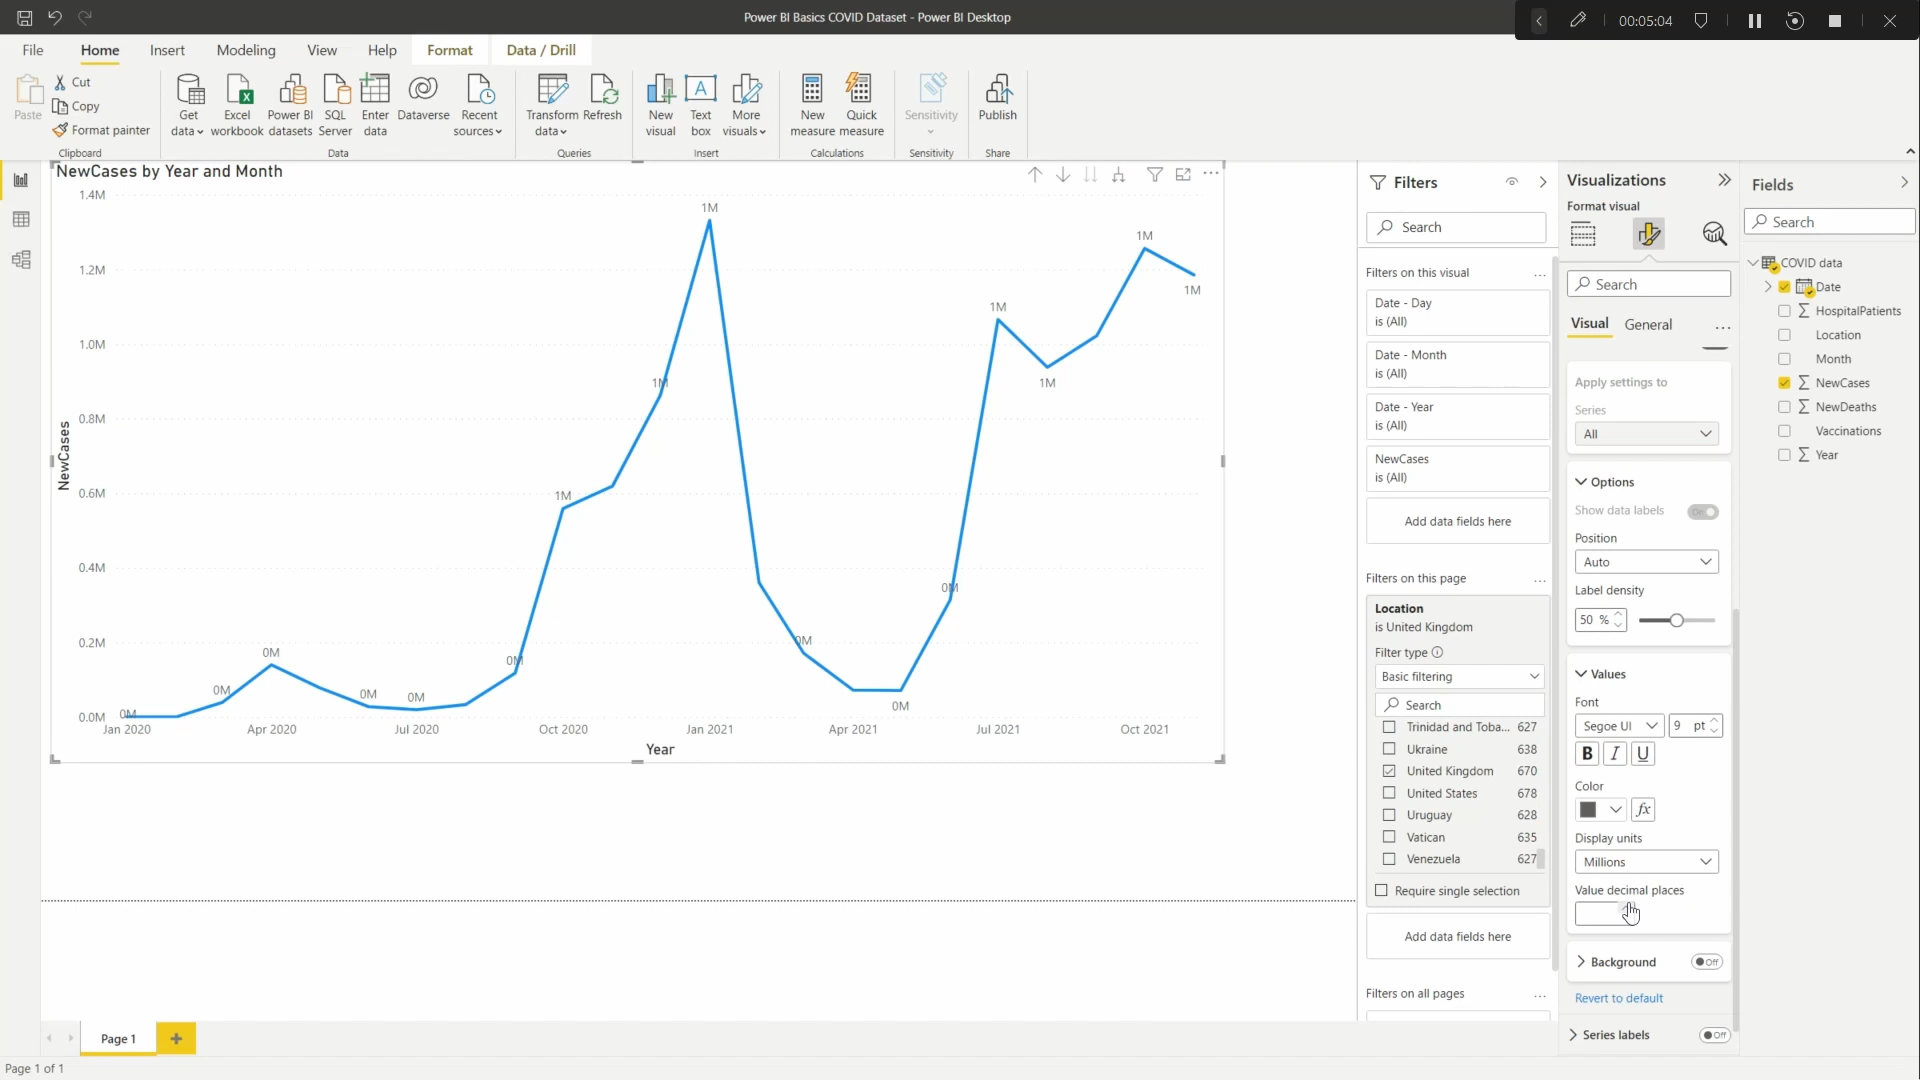 Power BI Basics COVID Dataset - Power BI Desktop
00:05:04
File Home Insert Modeling View Help Format Data / Drill
Paste
Cut
Copy
Format painter
Clipboard
Get data
Excel workbook
Power BI datasets
SQL Server
Enter data
Dataverse
Recent sources
Data
Transform data
Refresh
Queries
New visual
Text box
More visuals
Insert
New measure
Quick measure
Calculations
Sensitivity
Sensitivity
Publish
Share
NewCases by Year and Month
1.4M
1.2M
1.0M
0.8M
0.6M
0.4M
0.2M
0.0M
NewCases
0M
0M
0M
0M
0M
0M
1M
1M
1M
0M
0M
0M
1M
1M
1M
1M
Jan 2020
Apr 2020
Jul 2020
Oct 2020
Jan 2021
Apr 2021
Jul 2021
Oct 2021
Year
Filters
Search
Filters on this visual
Date - Day
is (All)
Date - Month
is (All)
Date - Year
is (All)
NewCases
is (All)
Add data fields here
Filters on this page
Location
is United Kingdom
Filter type
Basic filtering
Search
Trinidad and Toba... 627
Ukraine 638
United Kingdom 670
United States 678
Uruguay 628
Vatican 635
Venezuela 627
Require single selection
Add data fields here
Filters on all pages
Visualizations
Format visual
Search
Visual General
Apply settings to
Series
All
Options
Show data labels On
Position
Auto
Label density
50 %
Values
Font
Segoe UI 9 pt
B I U
Color
fx
Display units
Millions
Value decimal places
Background Off
Revert to default
Series labels Off
Fields
Search
COVID data
Date
HospitalPatients
Location
Month
NewCases
NewDeaths
Vaccinations
Year
Page 1
Page 1 of 1